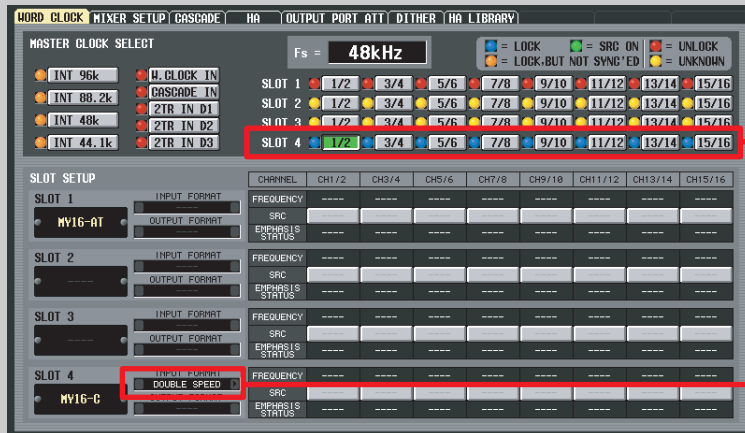 WORD CLOCK MIXER SETUP CASCADE HA OUTPUT PORT ATT DITHER HA LIBRARY
MASTER CLOCK SELECT
Fs = 48kHz
= LOCK = SRC ON = UNLOCK
= LOCK,BUT NOT SYNC'ED = UNKNOWN
INT 96k W.CLOCK IN
INT 88.2k CASCADE IN
INT 48k 2TR IN D1
2TR IN D2
INT 44.1k 2TR IN D3
SLOT 1 1/2 3/4 5/6 7/8 9/10 11/12 13/14 15/16
SLOT 2 1/2 3/4 5/6 7/8 9/10 11/12 13/14 15/16
SLOT 3 1/2 3/4 5/6 7/8 9/10 11/12 13/14 15/16
SLOT 4 1/2 3/4 5/6 7/8 9/10 11/12 13/14 15/16
SLOT SETUP
CHANNEL CH1/2 CH3/4 CH5/6 CH7/8 CH9/10 CH11/12 CH13/14 CH15/16
SLOT 1 INPUT FORMAT FREQUENCY ---- ---- ---- ---- ---- ---- ---- ----
----
MY16-AT OUTPUT FORMAT SRC ---- ---- ---- ---- ---- ---- ---- ----
---- EMPHASIS STATUS ---- ---- ---- ---- ---- ---- ---- ----
SLOT 2 INPUT FORMAT FREQUENCY ---- ---- ---- ---- ---- ---- ---- ----
----
---- OUTPUT FORMAT SRC ---- ---- ---- ---- ---- ---- ---- ----
---- EMPHASIS STATUS ---- ---- ---- ---- ---- ---- ---- ----
SLOT 3 INPUT FORMAT FREQUENCY ---- ---- ---- ---- ---- ---- ---- ----
----
---- OUTPUT FORMAT SRC ---- ---- ---- ---- ---- ---- ---- ----
---- EMPHASIS STATUS ---- ---- ---- ---- ---- ---- ---- ----
SLOT 4 INPUT FORMAT FREQUENCY ---- ---- ---- ---- ---- ---- ---- ----
DOUBLE SPEED
MY16-C OUTPUT FORMAT SRC ---- ---- ---- ---- ---- ---- ---- ----
---- EMPHASIS STATUS ---- ---- ---- ---- ---- ---- ---- ----